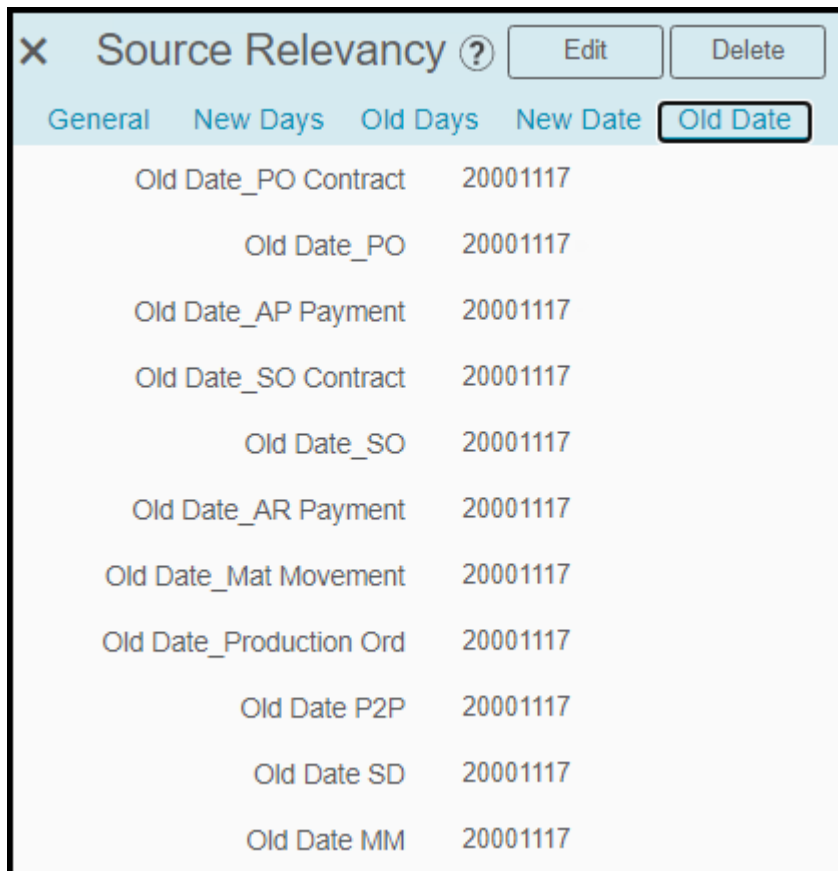 × Source Relevancy ? Edit Delete
General New Days Old Days New Date Old Date
Old Date_PO Contract 20001117
Old Date_PO 20001117
Old Date_AP Payment 20001117
Old Date_SO Contract 20001117
Old Date_SO 20001117
Old Date_AR Payment 20001117
Old Date_Mat Movement 20001117
Old Date_Production Ord 20001117
Old Date P2P 20001117
Old Date SD 20001117
Old Date MM 20001117